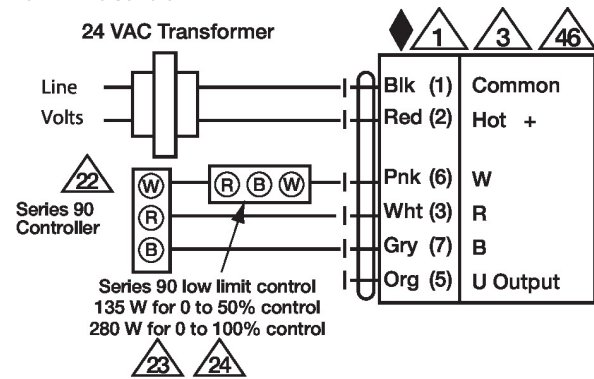 24 VAC Transformer
1 3 46
Line
Volts
Blk (1) Common
Red (2) Hot +
22
Series 90
Controller
W
R
B
R B W
Pnk (6) W
Wht (3) R
Gry (7) B
Org (5) U Output
Series 90 low limit control
135 W for 0 to 50% control
280 W for 0 to 100% control
23 24